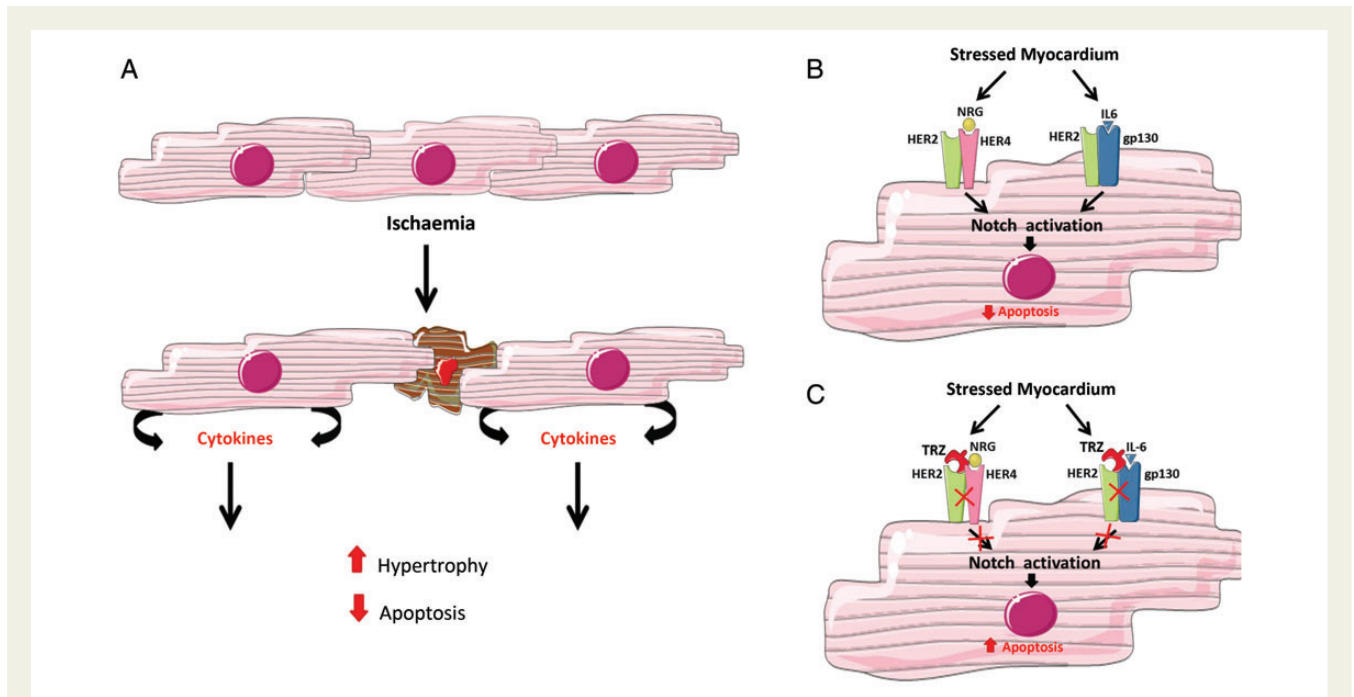 A
Ischaemia
Cytokines
Cytokines
Hypertrophy
Apoptosis
B
Stressed Myocardium
NRG
IL6
HER2
HER4
HER2
gp130
Notch activation
Apoptosis
C
Stressed Myocardium
TRZ
NRG
TRZ
IL-6
HER2
HER4
HER2
gp130
Notch activation
Apoptosis